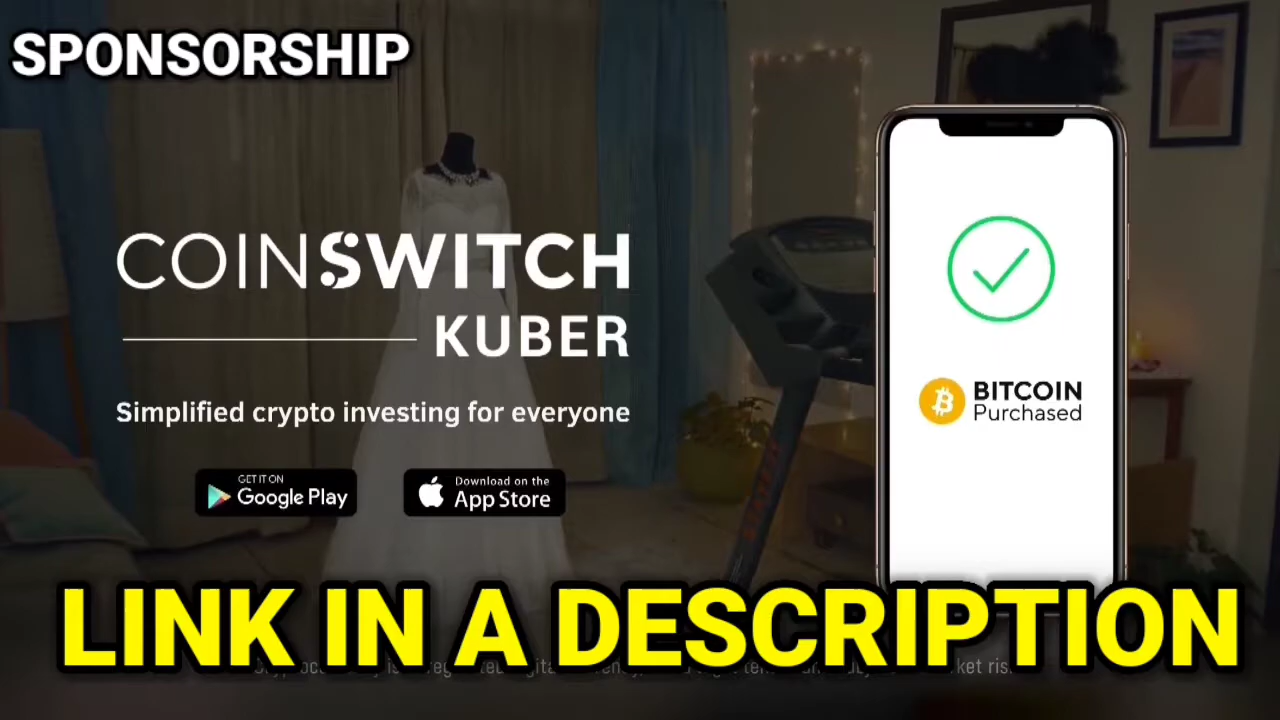 SPONSORSHIP
COINSWITCH
KUBER
Simplified crypto investing for everyone
GET IT ON
Google Play
Download on the
App Store
BITCOIN
Purchased
LINK IN A DESCRIPTION